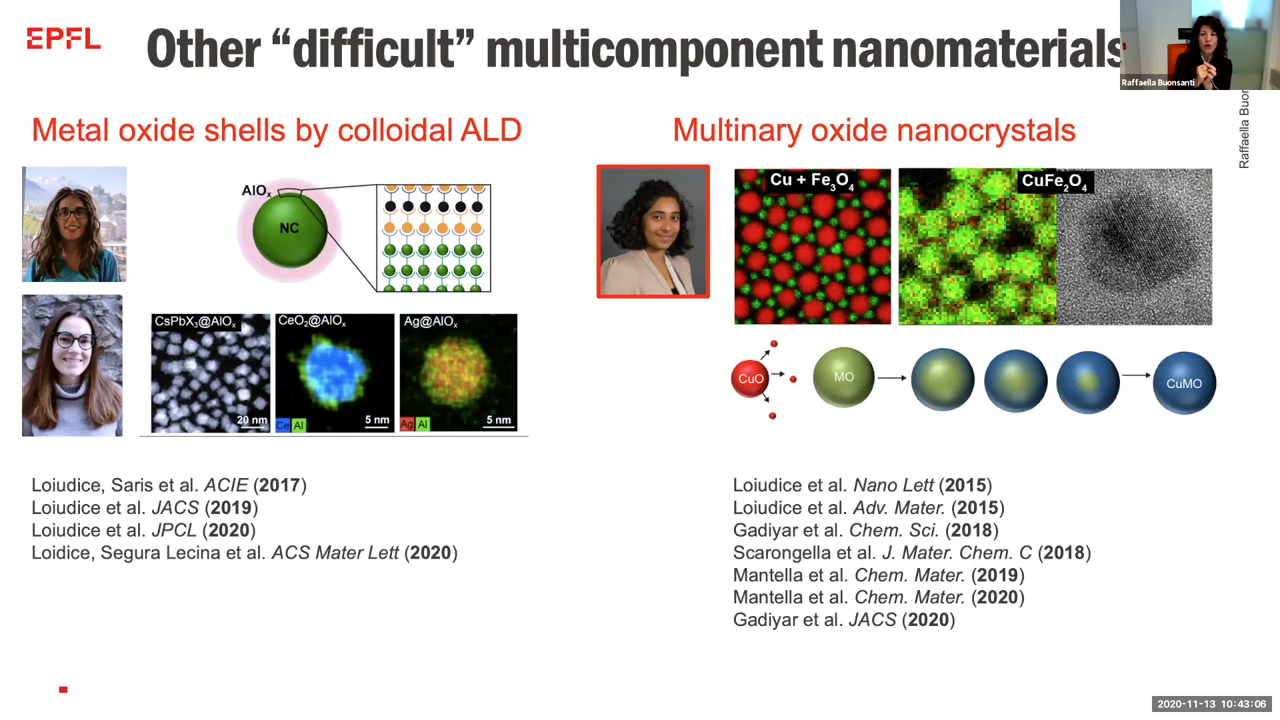 EPFL
Other “difficult” multicomponent nanomaterials
Raffaella Buonsanti
Raffaella Buon
Metal oxide shells by colloidal ALD
AlOx
NC
CsPbX3@AlOx
20 nm
CeO2@AlOx
Ce Al
5 nm
Ag@AlOx
Ag Al
5 nm
Loiudice, Saris et al. ACIE (2017)
Loiudice et al. JACS (2019)
Loiudice et al. JPCL (2020)
Loidice, Segura Lecina et al. ACS Mater Lett (2020)
Multinary oxide nanocrystals
Cu + Fe3O4
CuFe2O4
CuO
MO
CuMO
Loiudice et al. Nano Lett (2015)
Loiudice et al. Adv. Mater. (2015)
Gadiyar et al. Chem. Sci. (2018)
Scarongella et al. J. Mater. Chem. C (2018)
Mantella et al. Chem. Mater. (2019)
Mantella et al. Chem. Mater. (2020)
Gadiyar et al. JACS (2020)
2020-11-13 10:43:06